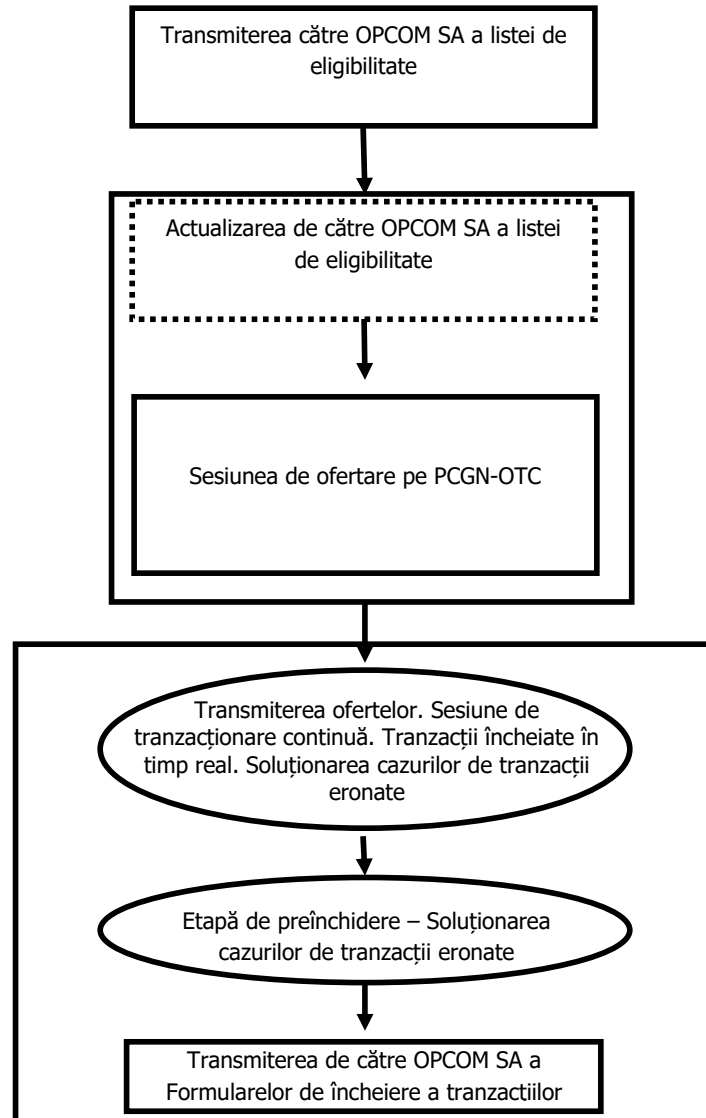 Transmiterea către OPCOM SA a listei de
eligibilitate
Actualizarea de către OPCOM SA a listei
de eligibilitate
Sesiunea de ofertare pe PCGN-OTC
Transmiterea ofertelor. Sesiune de
tranzacționare continuă. Tranzacții încheiate în
timp real. Soluționarea cazurilor de tranzacții
eronate
Etapă de preînchidere – Soluționarea
cazurilor de tranzacții eronate
Transmiterea de către OPCOM SA a
Formularelor de încheiere a tranzactiilor